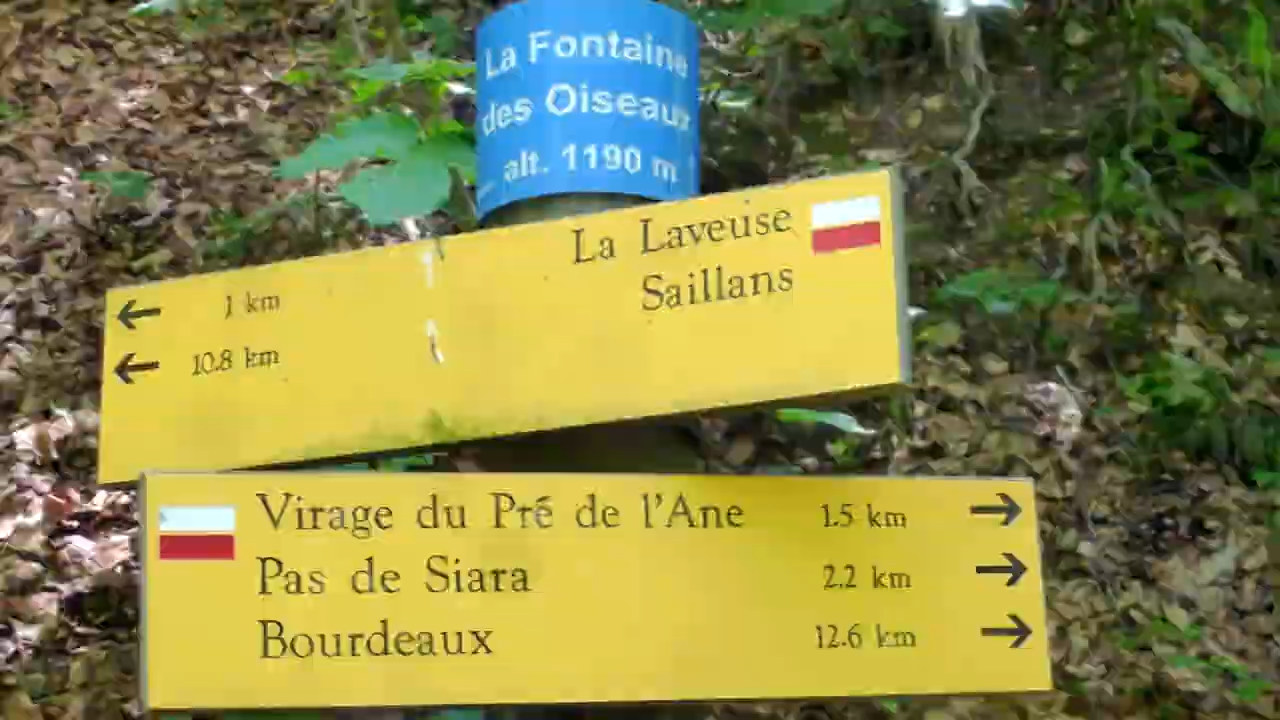 La Fontaine
des Oiseaux
alt. 1190 m
La Laveuse
1 km
Saillans
10.8 km
Virage du Pré de l'Ane 1.5 km
Pas de Siara 2.2 km
Bourdeaux 12.6 km